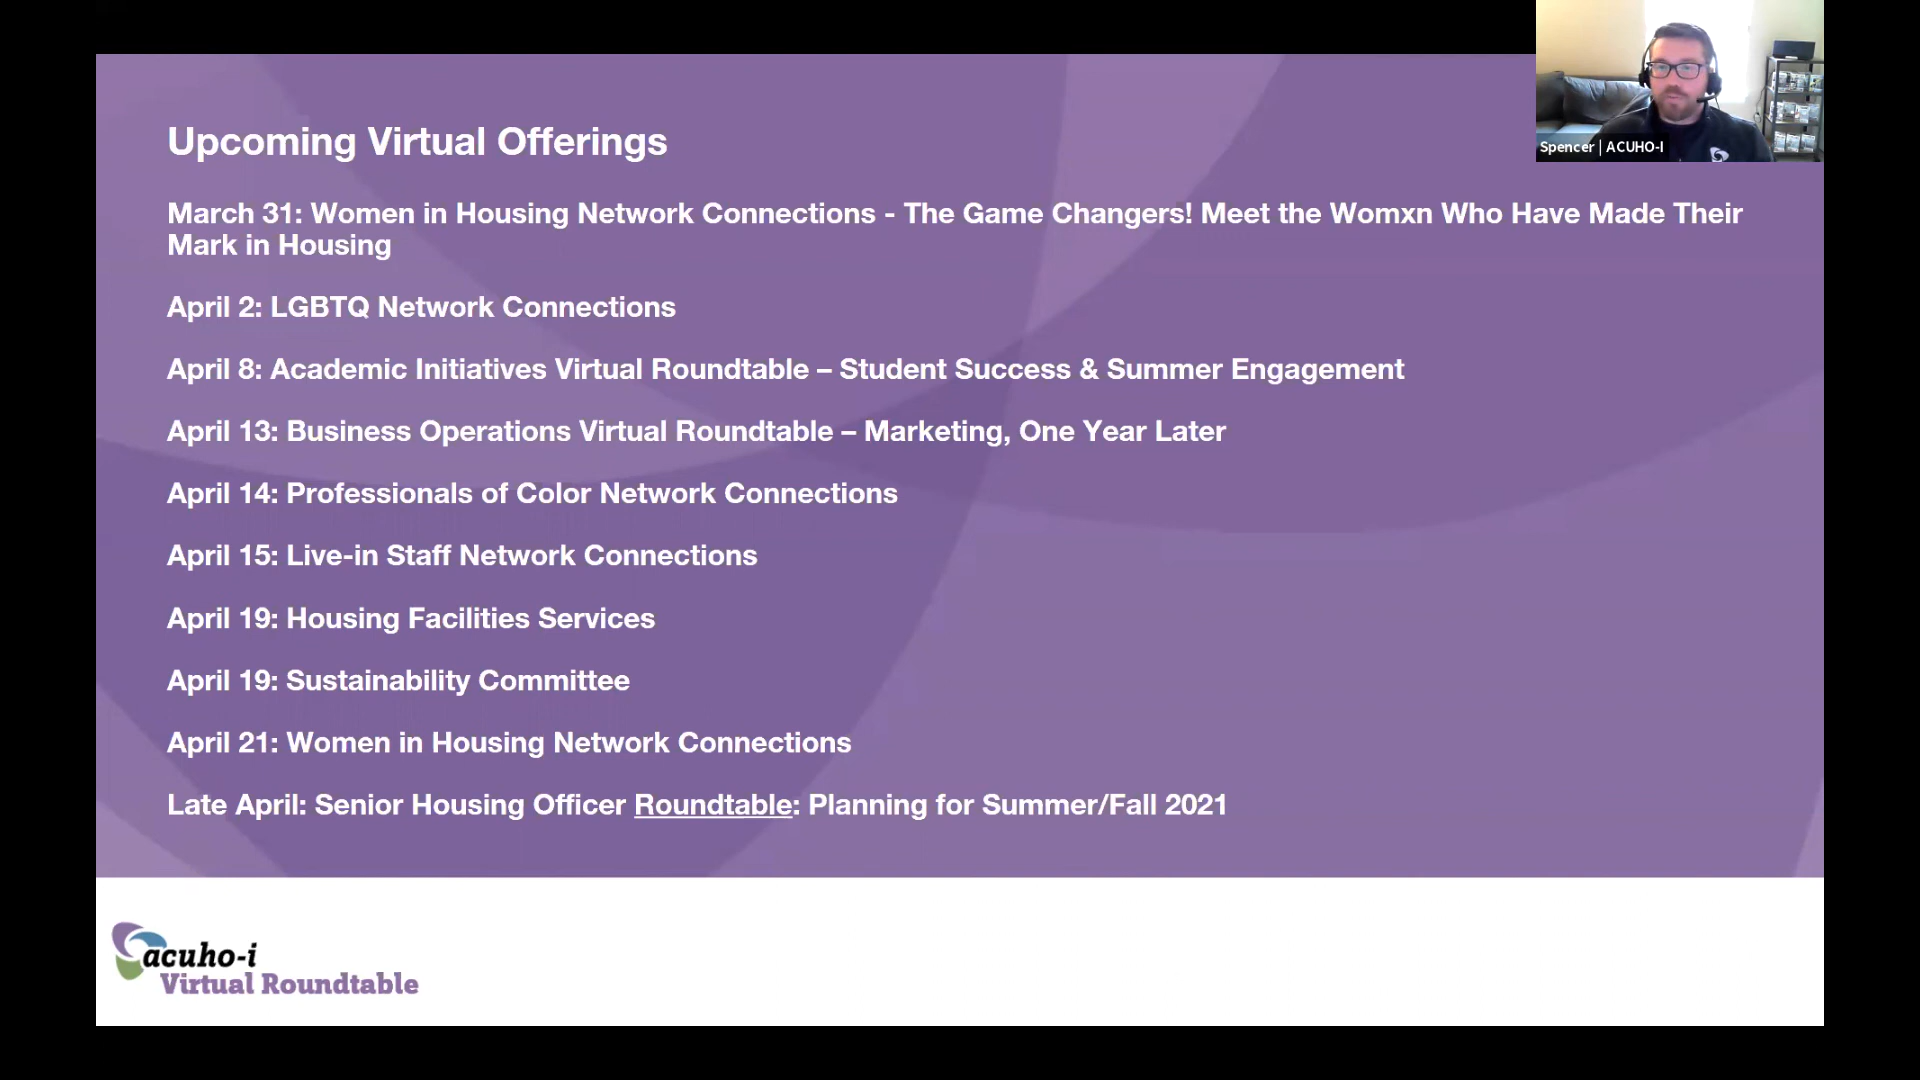 Upcoming Virtual Offerings
Spencer | ACUHO-I
March 31: Women in Housing Network Connections - The Game Changers! Meet the Womxn Who Have Made Their
Mark in Housing
April 2: LGBTQ Network Connections
April 8: Academic Initiatives Virtual Roundtable – Student Success & Summer Engagement
April 13: Business Operations Virtual Roundtable – Marketing, One Year Later
April 14: Professionals of Color Network Connections
April 15: Live-in Staff Network Connections
April 19: Housing Facilities Services
April 19: Sustainability Committee
April 21: Women in Housing Network Connections
Late April: Senior Housing Officer Roundtable: Planning for Summer/Fall 2021
acuho-i
Virtual Roundtable